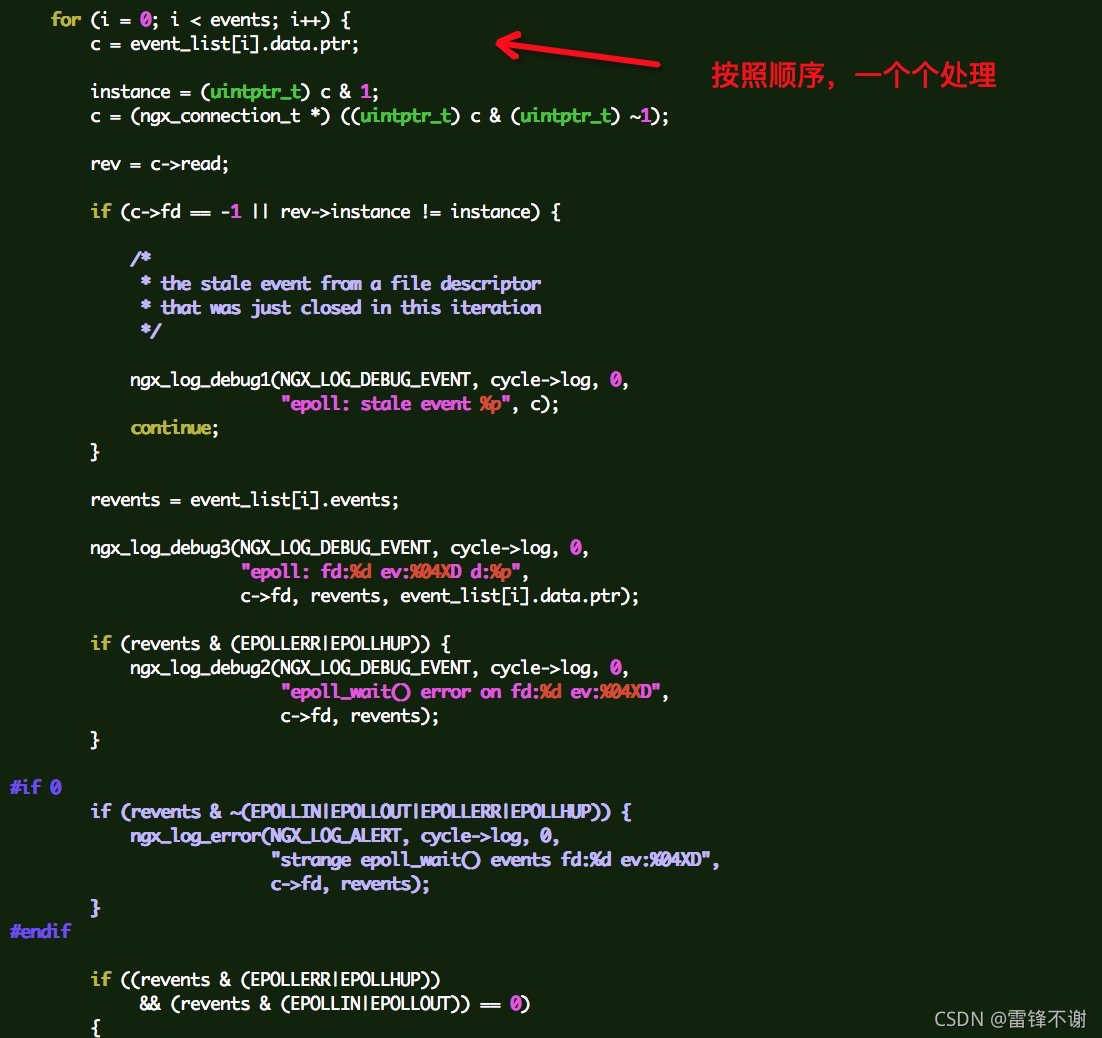 for (i = 0; i < events; i++) {
c = event_list[i].data.ptr;
按照顺序，一个个处理
instance = (uintptr_t) c & 1;
c = (ngx_connection_t *) ((uintptr_t) c & (uintptr_t) ~1);
rev = c->read;
if (c->fd == -1 || rev->instance != instance) {
/*
* the stale event from a file descriptor
* that was just closed in this iteration
*/
ngx_log_debug1(NGX_LOG_DEBUG_EVENT, cycle->log, 0,
"epoll: stale event %p", c);
continue;
}
revents = event_list[i].events;
ngx_log_debug3(NGX_LOG_DEBUG_EVENT, cycle->log, 0,
"epoll: fd:%d ev:%04XD d:%p",
c->fd, revents, event_list[i].data.ptr);
if (revents & (EPOLLERR|EPOLLHUP)) {
ngx_log_debug2(NGX_LOG_DEBUG_EVENT, cycle->log, 0,
"epoll_wait() error on fd:%d ev:%04XD",
c->fd, revents);
}
#if 0
if (revents & ~(EPOLLIN|EPOLLOUT|EPOLLERR|EPOLLHUP)) {
ngx_log_error(NGX_LOG_ALERT, cycle->log, 0,
"strange epoll_wait() events fd:%d ev:%04XD",
c->fd, revents);
}
#endif
if ((revents & (EPOLLERR|EPOLLHUP))
&& (revents & (EPOLLIN|EPOLLOUT)) == 0)
{
CSDN @雷锋不谢